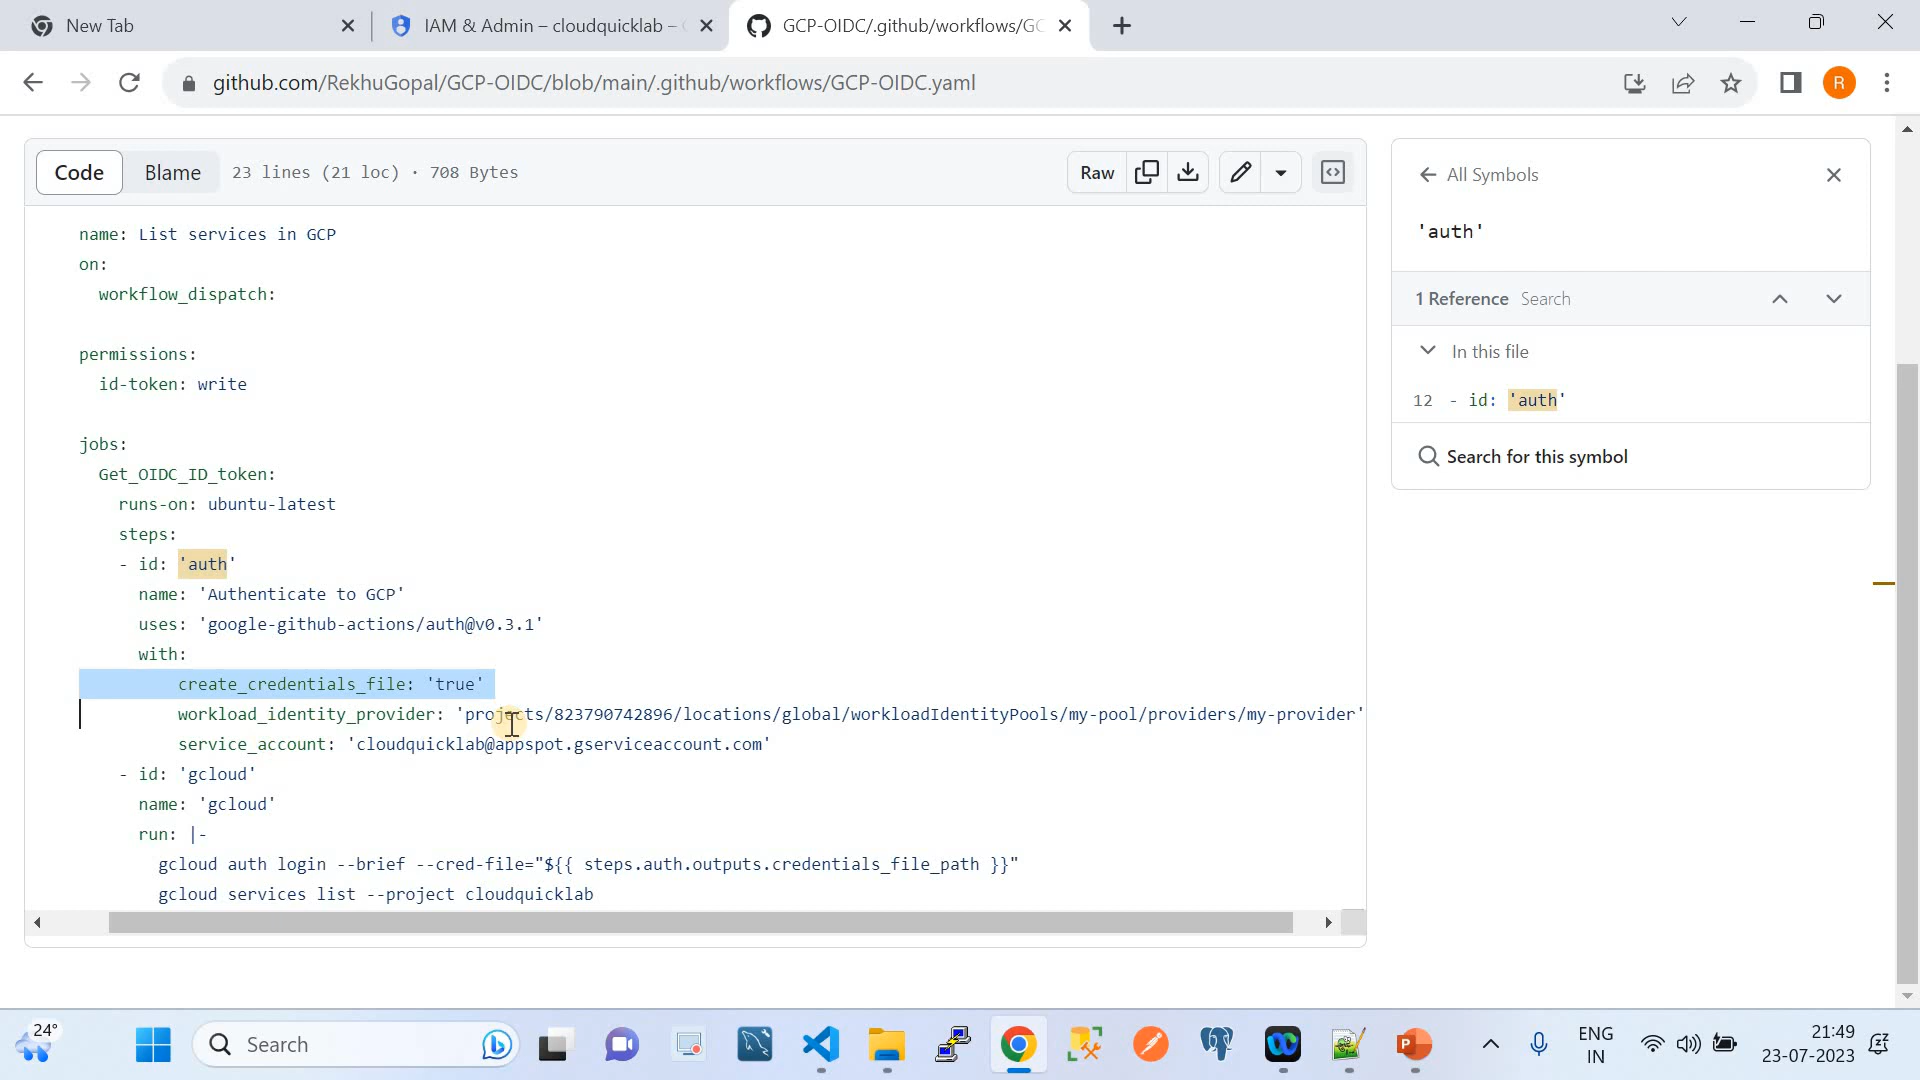 New Tab
IAM & Admin – cloudquicklab –
GCP-OIDC/.github/workflows/GC
github.com/RekhuGopal/GCP-OIDC/blob/main/.github/workflows/GCP-OIDC.yaml
R
Code
Blame
23 lines (21 loc) · 708 Bytes
Raw
name: List services in GCP
on:
workflow_dispatch:
permissions:
id-token: write
jobs:
Get_OIDC_ID_token:
runs-on: ubuntu-latest
steps:
- id: 'auth'
name: 'Authenticate to GCP'
uses: 'google-github-actions/auth@v0.3.1'
with:
create_credentials_file: 'true'
workload_identity_provider: 'projects/823790742896/locations/global/workloadIdentityPools/my-pool/providers/my-provider'
service_account: 'cloudquicklab@appspot.gserviceaccount.com'
- id: 'gcloud'
name: 'gcloud'
run: |-
gcloud auth login --brief --cred-file="${{ steps.auth.outputs.credentials_file_path }}"
gcloud services list --project cloudquicklab
All Symbols
'auth'
1 Reference Search
In this file
12 - id: 'auth'
Search for this symbol
24°
Search
ENG
IN
21:49
23-07-2023